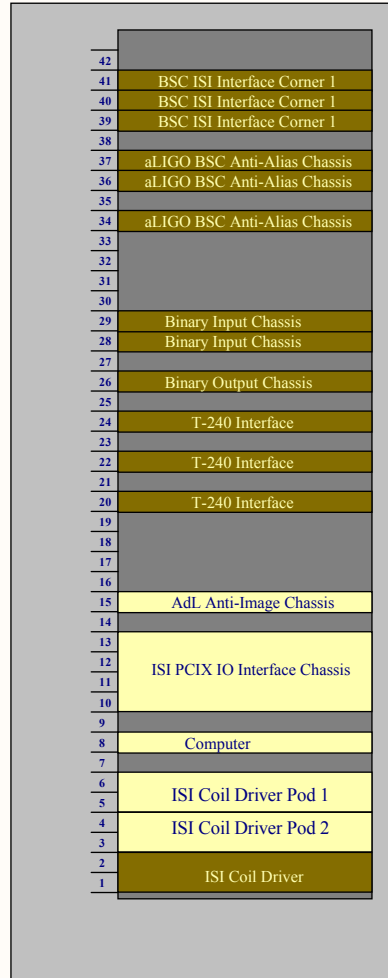 42
41 BSC ISI Interface Corner 1
40 BSC ISI Interface Corner 1
39 BSC ISI Interface Corner 1
38
37 aLIGO BSC Anti-Alias Chassis
36 aLIGO BSC Anti-Alias Chassis
35
34 aLIGO BSC Anti-Alias Chassis
33
32
31
30
29 Binary Input Chassis
28 Binary Input Chassis
27
26 Binary Output Chassis
25
24 T-240 Interface
23
22 T-240 Interface
21
20 T-240 Interface
19
18
17
16
15 AdL Anti-Image Chassis
14
13
12 ISI PCIX IO Interface Chassis
11
10
9
8 Computer
7
6 ISI Coil Driver Pod 1
5
4 ISI Coil Driver Pod 2
3
2 ISI Coil Driver
1